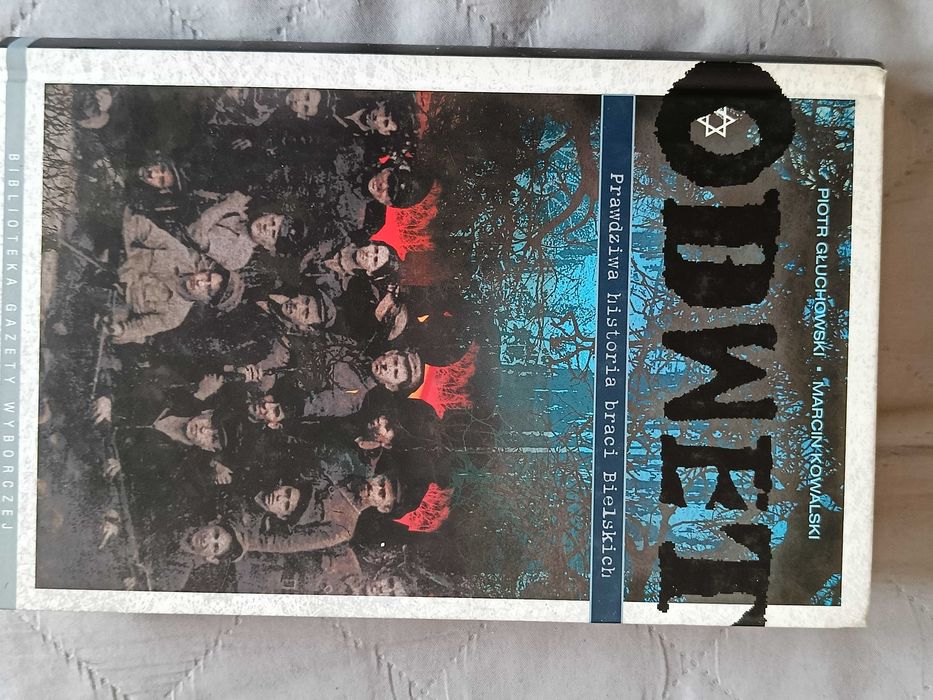 PIOTR GŁUCHOWSKI ▪ MARCIN KOWALSKI
ODWET
Prawdziwa historia braci Bielskich
BIBLIOTEKA GAZETY WYBORCZEJ